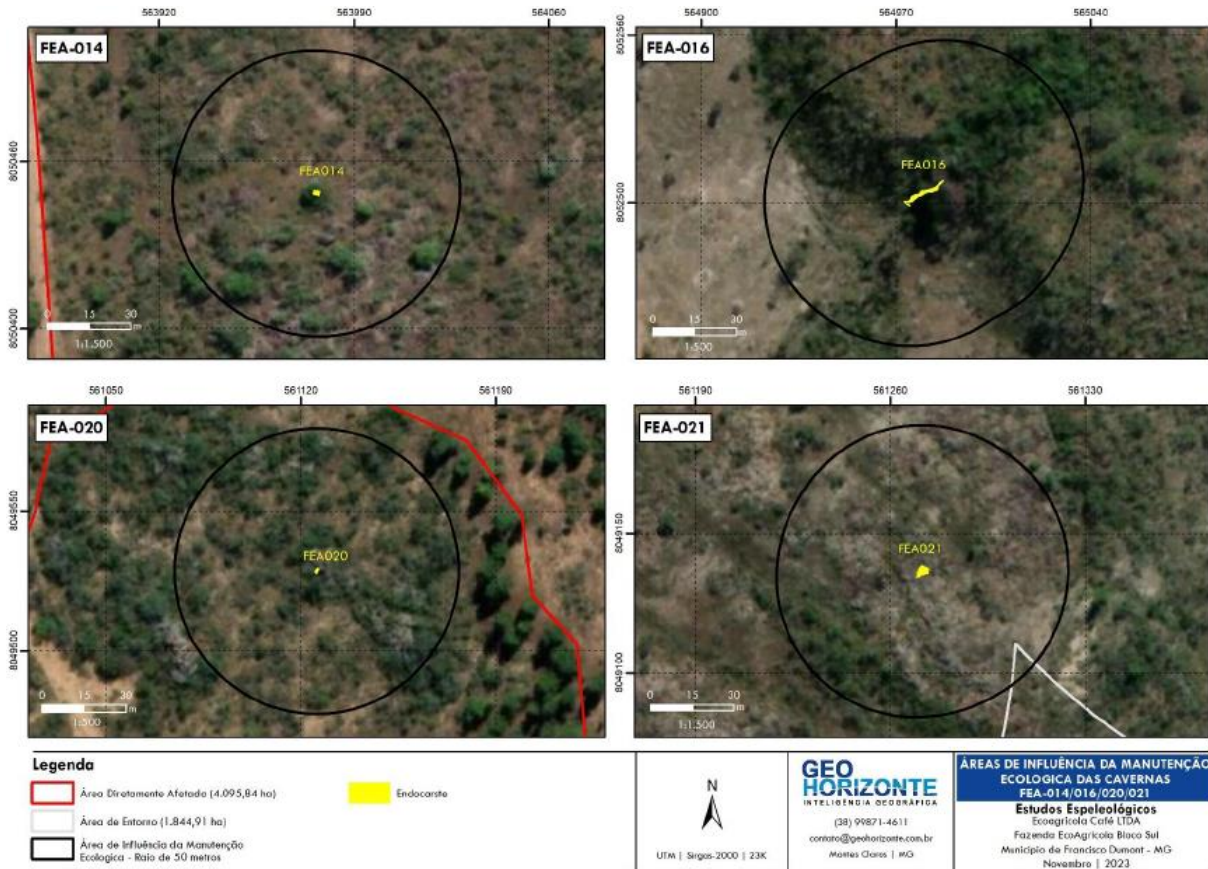 563920 563990 564060
564900 564970 565040
FEA-014
FEA014
8050460
8050400
0 15 30
m
1:1.500
FEA-016
FEA016
8052560
8052500
0 15 30
m
1:500
561050 561120 561190
561190 561260 561330
FEA-020
FEA020
8049550
8049500
0 15 30
m
1:500
FEA-021
FEA021
8049150
8049100
0 15 30
m
1:1.500
Legenda
Área Diretamente Afetada (4.095,84 ha)
Área de Entorno (1.844,91 ha)
Área de Influência da Manutenção
Ecologica - Raio de 50 metros
Endocarste
N
UTM | Sirgas-2000 | 23K
GEO
HORIZONTE
INTELIGÊNCIA GEOGRÁFICA
(38) 99871-4611
contato@geohorizonte.com.br
Montes Claros | MG
ÁREAS DE INFLUÊNCIA DA MANUTENÇÃO
ECOLOGICA DAS CAVERNAS
FEA-014/016/020/021
Estudos Espeleológicos
Ecoagrícola Café LTDA
Fazenda EcoAgrícola Bloco Sul
Município de Francisco Dumont - MG
Novembro | 2023